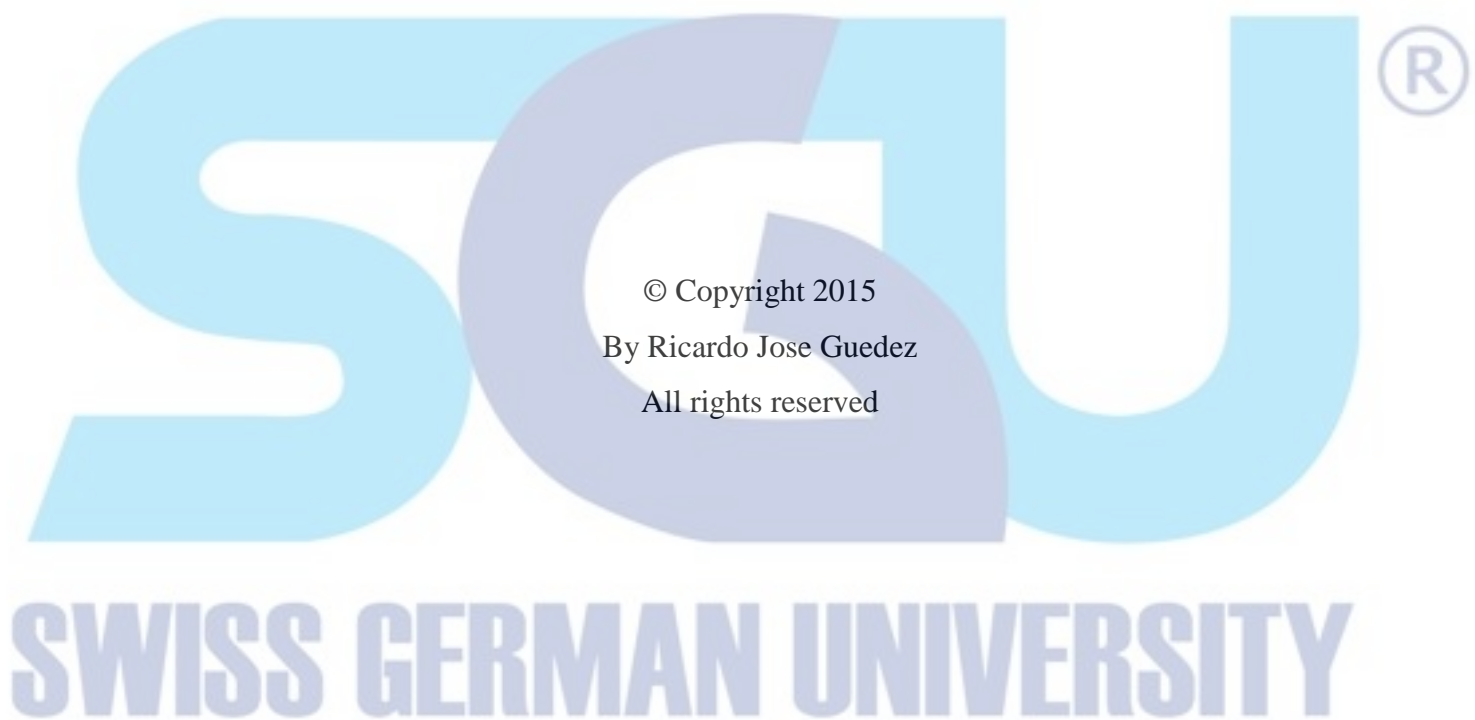 SGU ®
© Copyright 2015
By Ricardo Jose Guedez
All rights reserved
SWISS GERMAN UNIVERSITY